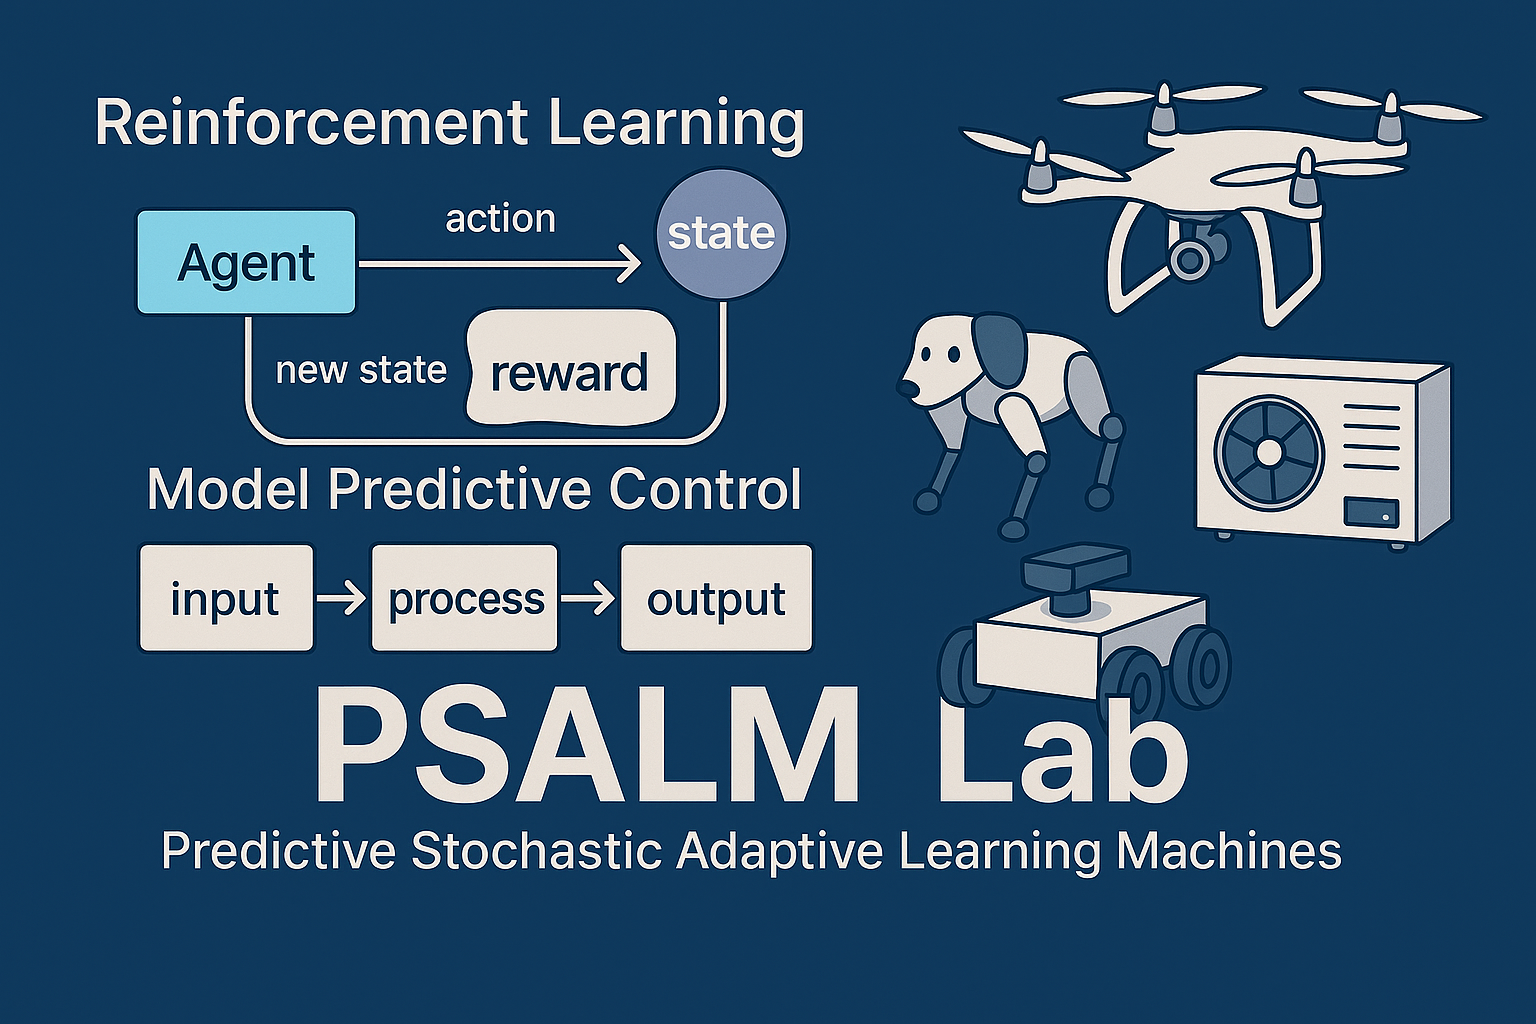 Reinforcement Learning
Agent
action
state
new state
reward
Model Predictive Control
input
process
output
PSALM Lab
Predictive Stochastic Adaptive Learning Machines